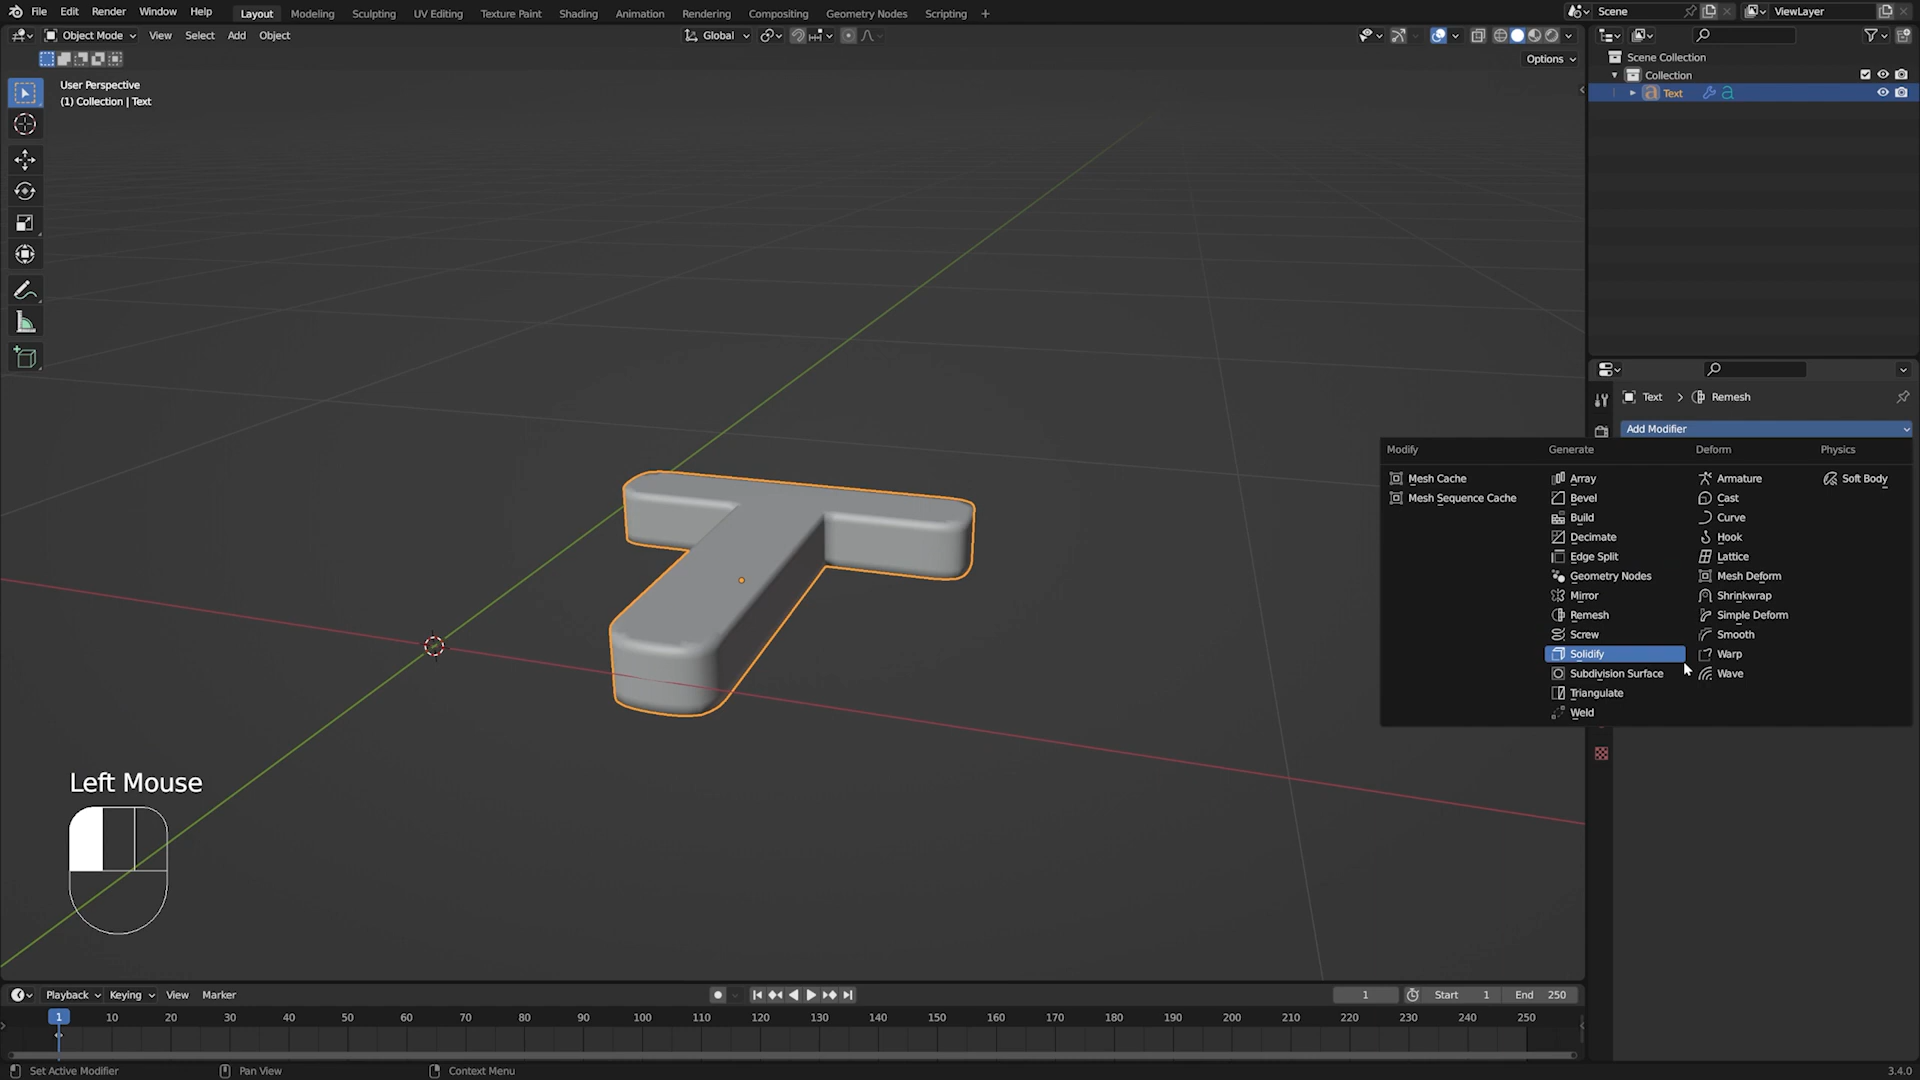 File Edit Render Window Help Layout Modeling Sculpting UV Editing Texture Paint Shading Animation Rendering Compositing Geometry Nodes Scripting + Scene ViewLayer
Object Mode View Select Add Object Global
Options
User Perspective
(1) Collection | Text
Scene Collection
Collection
Text
Text > Remesh
Add Modifier
Modify Generate Deform Physics
Mesh Cache Array Armature Soft Body
Mesh Sequence Cache Bevel Cast
Build Curve
Decimate Hook
Edge Split Lattice
Geometry Nodes Mesh Deform
Mirror Shrinkwrap
Remesh Simple Deform
Screw Smooth
Solidify Warp
Subdivision Surface Wave
Triangulate
Weld
Left Mouse
Playback Keying View Marker 1 Start 1 End 250
1 10 20 30 40 50 60 70 80 90 100 110 120 130 140 150 160 170 180 190 200 210 220 230 240 250
Set Active Modifier Pan View Context Menu 3.4.0